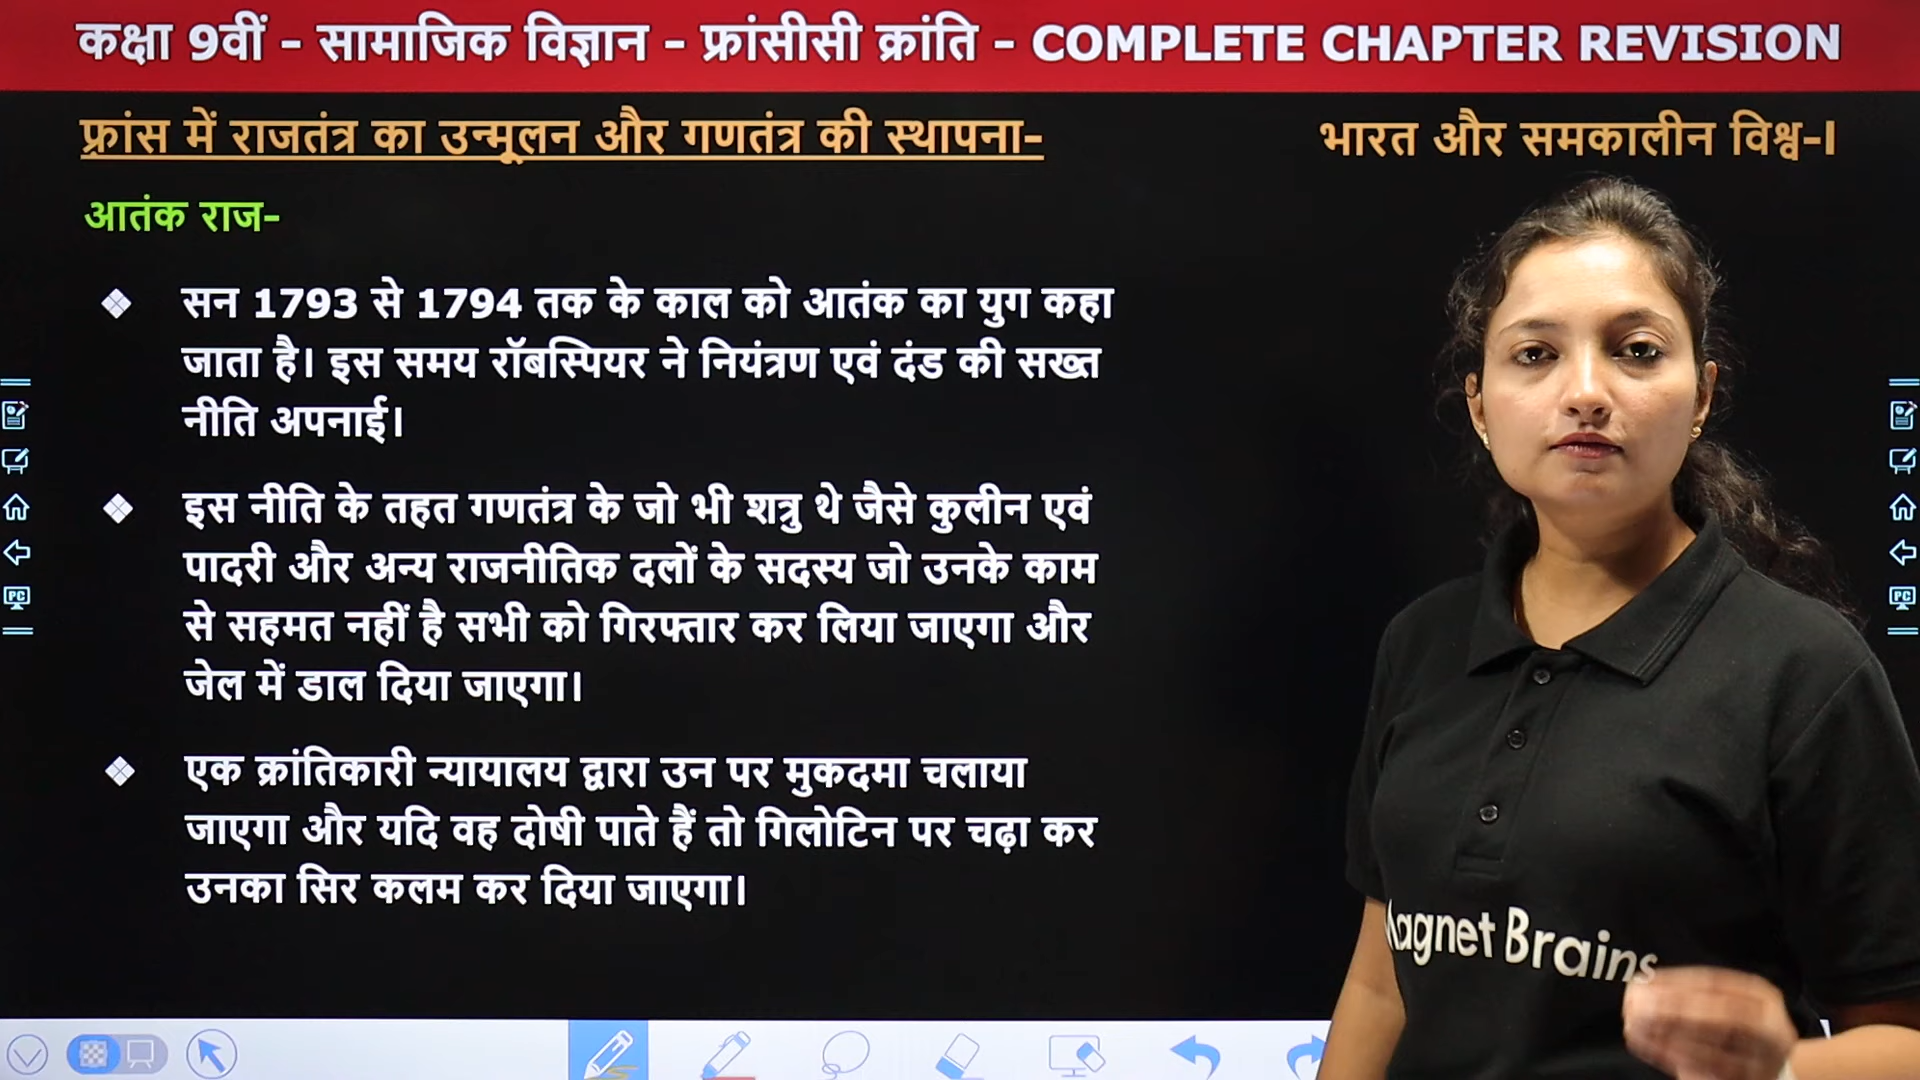 कक्षा 9वीं - सामाजिक विज्ञान - फ्रांसीसी क्रांति - COMPLETE CHAPTER REVISION
फ्रांस में राजतंत्र का उन्मूलन और गणतंत्र की स्थापना-
भारत और समकालीन विश्व-I
आतंक राज-
सन 1793 से 1794 तक के काल को आतंक का युग कहा
जाता है। इस समय रॉबस्पियर ने नियंत्रण एवं दंड की सख्त
नीति अपनाई।
इस नीति के तहत गणतंत्र के जो भी शत्रु थे जैसे कुलीन एवं
पादरी और अन्य राजनीतिक दलों के सदस्य जो उनके काम
से सहमत नहीं है सभी को गिरफ्तार कर लिया जाएगा और
जेल में डाल दिया जाएगा।
एक क्रांतिकारी न्यायालय द्वारा उन पर मुकदमा चलाया
जाएगा और यदि वह दोषी पाते हैं तो गिलोटिन पर चढ़ा कर
उनका सिर कलम कर दिया जाएगा।
Magnet Brains
PC
PC